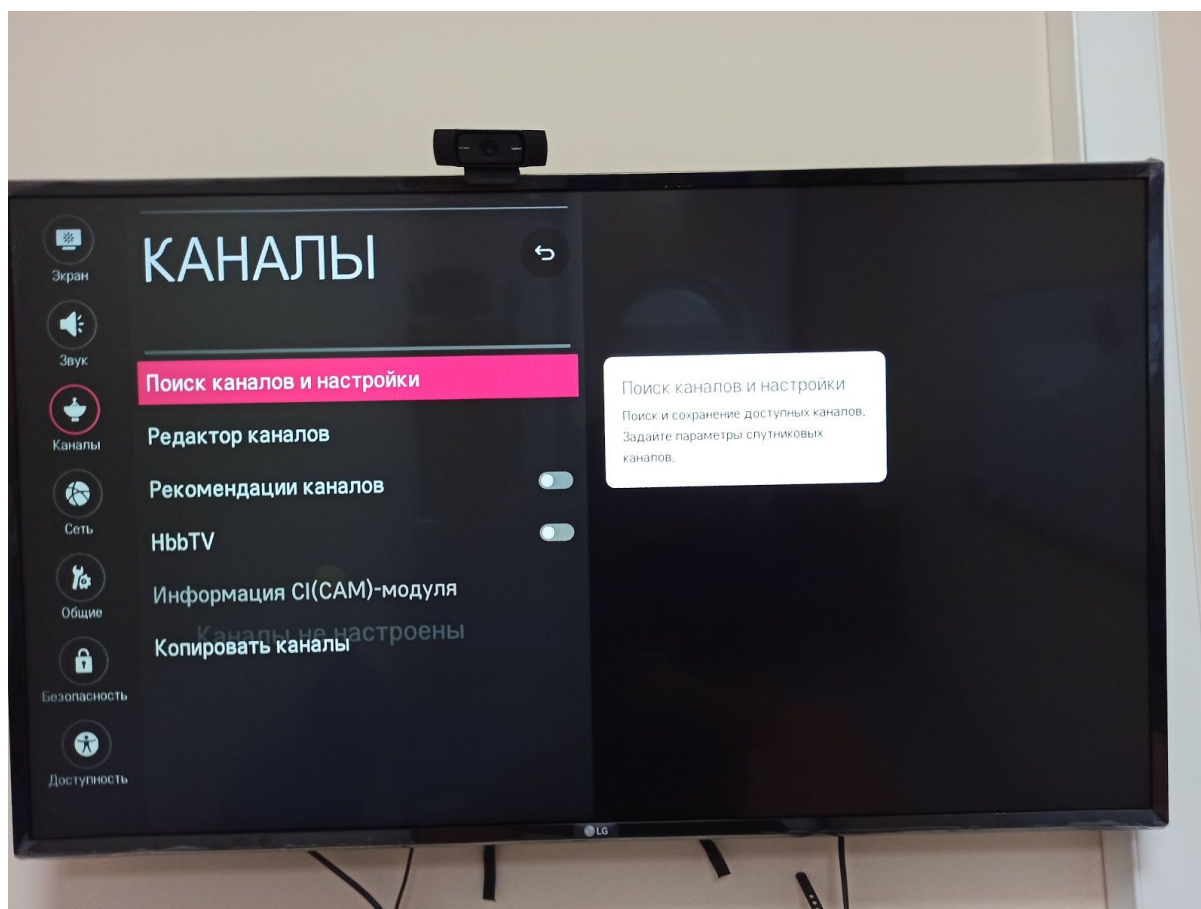 КАНАЛЫ
Экран
Звук
Каналы
Сеть
Общие
Безопасность
Доступность
Поиск каналов и настройки
Редактор каналов
Рекомендации каналов
HbbTV
Информация CI(CAM)-модуля
Каналы не настроены
Копировать каналы
Поиск каналов и настройки
Поиск и сохранение доступных каналов.
Задайте параметры спутниковых
каналов.
LG